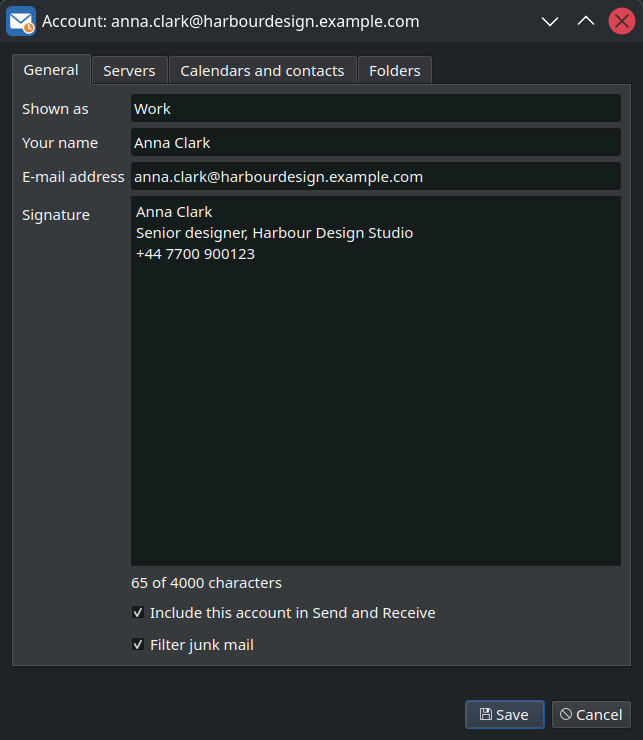 Account: anna.clark@harbourdesign.example.com
General Servers Calendars and contacts Folders
Shown as Work
Your name Anna Clark
E-mail address anna.clark@harbourdesign.example.com
Signature Anna Clark
Senior designer, Harbour Design Studio
+44 7700 900123
65 of 4000 characters
Include this account in Send and Receive
Filter junk mail
Save Cancel